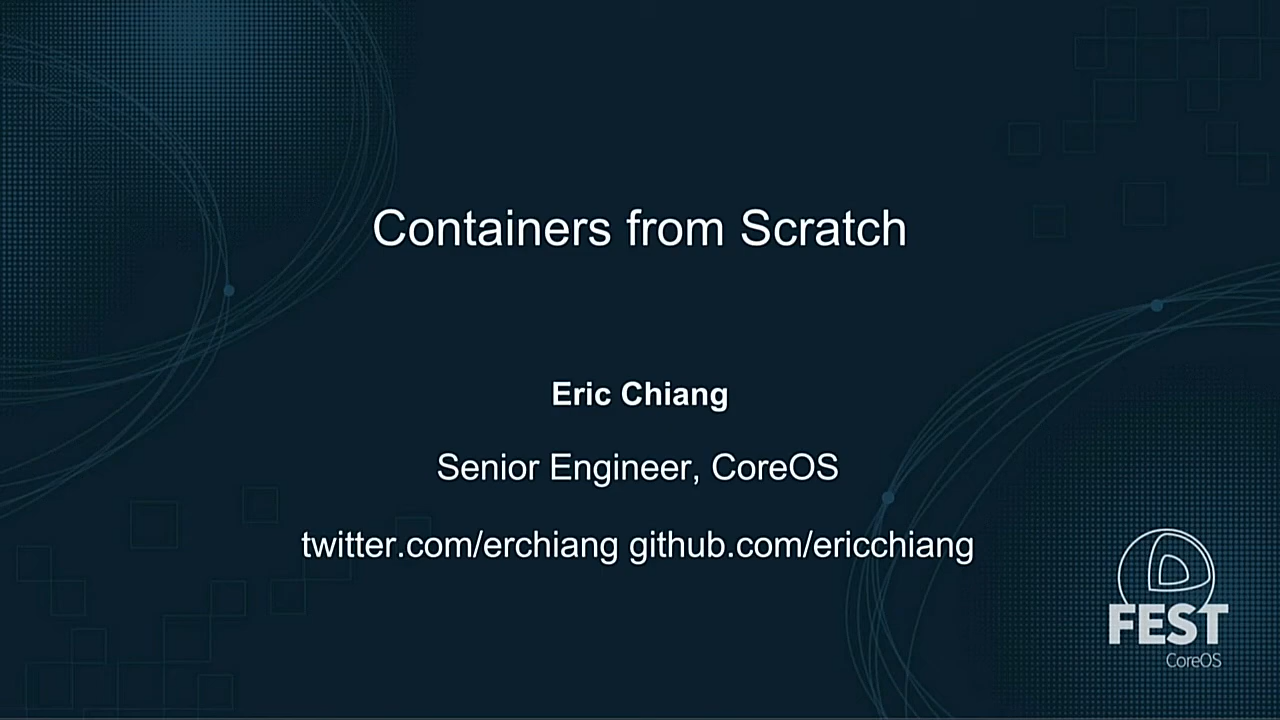 Containers from Scratch
Eric Chiang
Senior Engineer, CoreOS
twitter.com/erchiang github.com/ericchiang
FEST
CoreOS